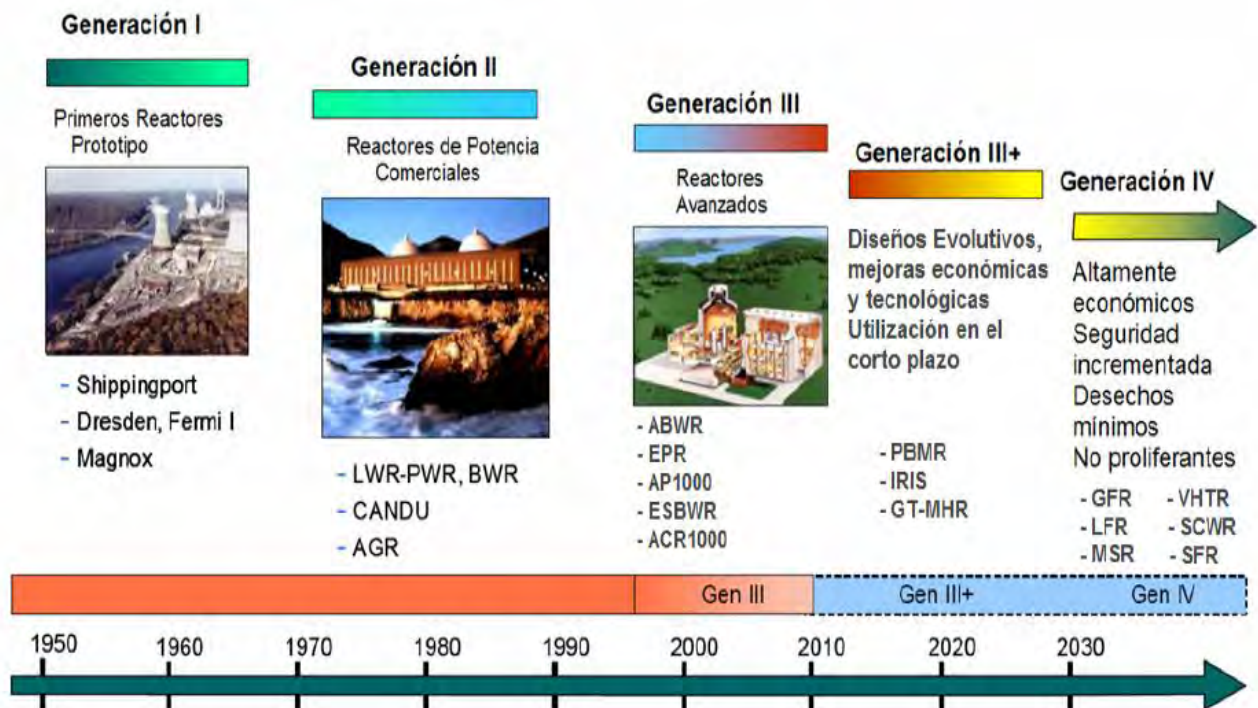 Generación I
Primeros Reactores
Prototipo
- Shippingport
- Dresden, Fermi I
- Magnox
Generación II
Reactores de Potencia
Comerciales
- LWR-PWR, BWR
- CANDU
- AGR
Generación III
Reactores
Avanzados
- ABWR
- EPR
- AP1000
- ESBWR
- ACR1000
Generación III+
Diseños Evolutivos,
mejoras económicas
y tecnológicas
Utilización en el
corto plazo
- PBMR
- IRIS
- GT-MHR
Generación IV
Altamente
económicos
Seguridad
incrementada
Desechos
mínimos
No proliferantes
- GFR - VHTR
- LFR - SCWR
- MSR - SFR
Gen III Gen III+ Gen IV
1950 1960 1970 1980 1990 2000 2010 2020 2030